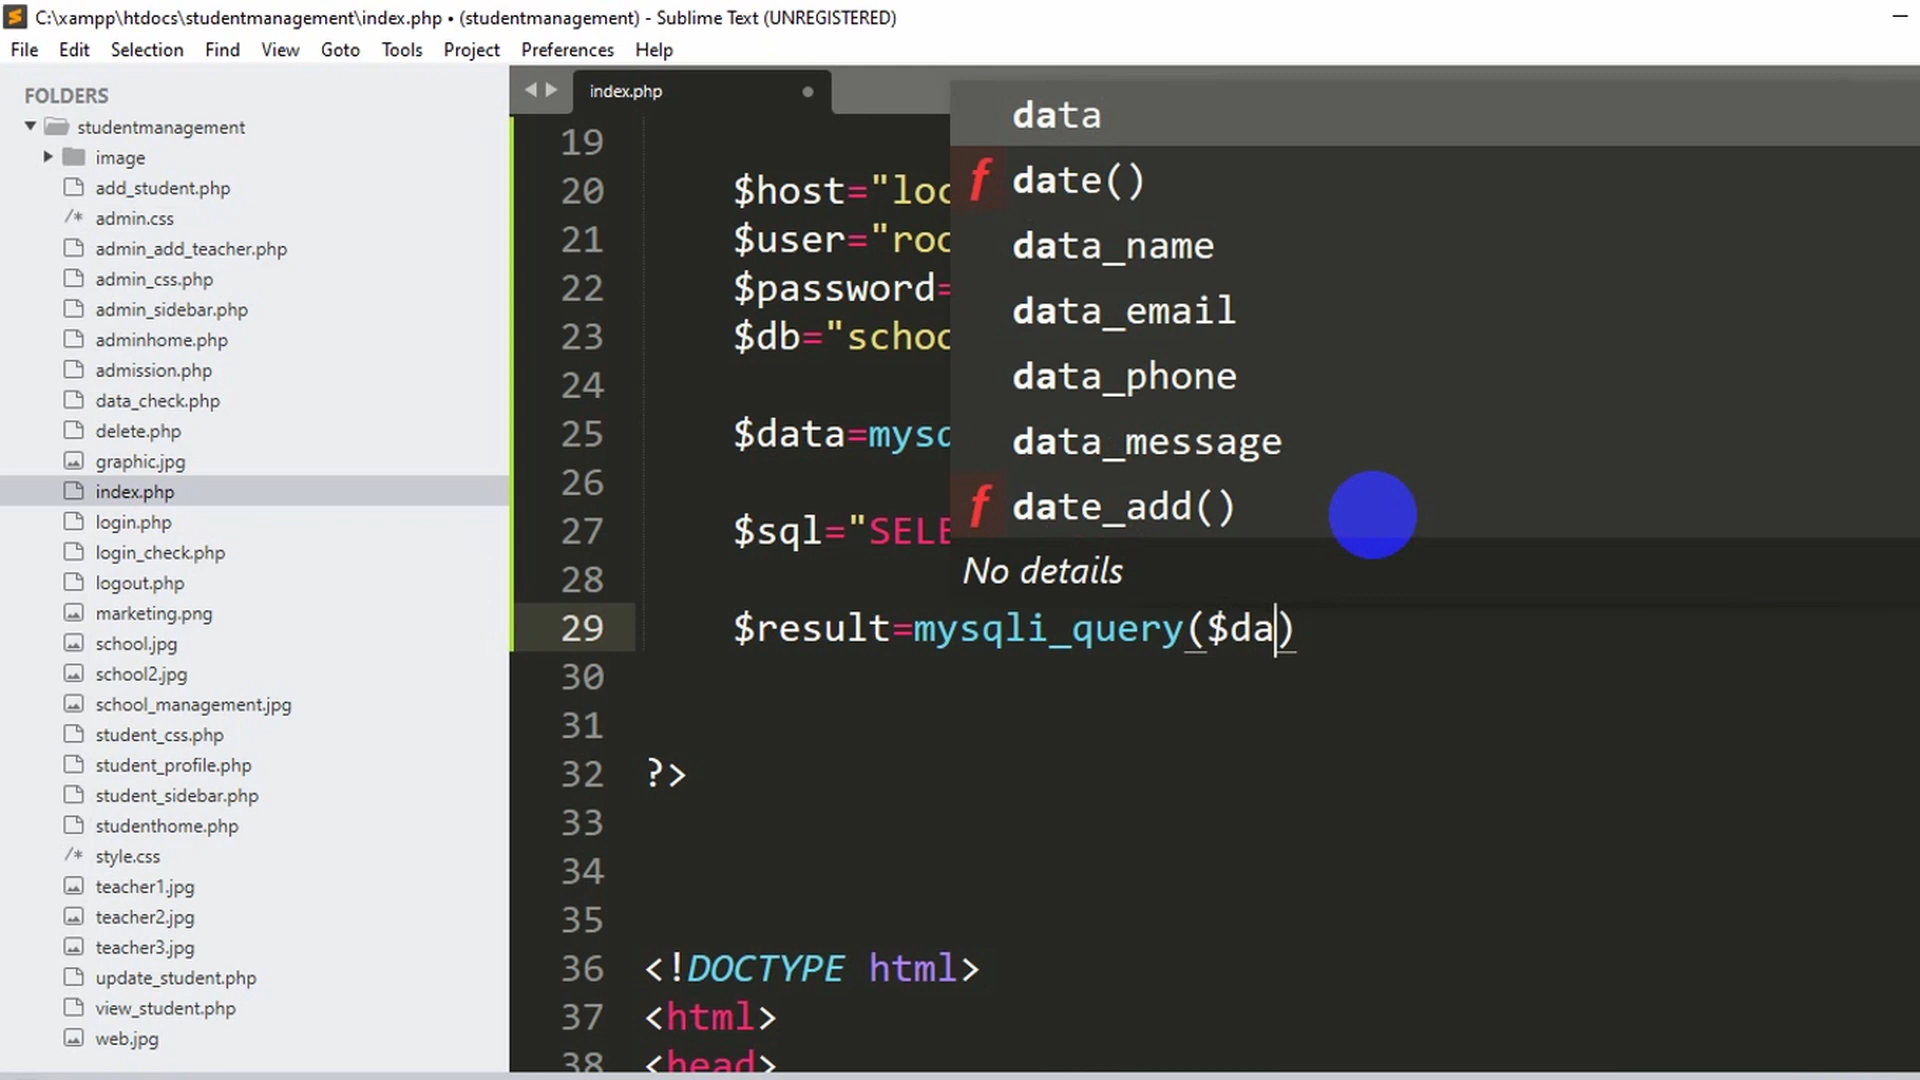 C:\xampp\htdocs\studentmanagement\index.php • (studentmanagement) - Sublime Text (UNREGISTERED)
File Edit Selection Find View Goto Tools Project Preferences Help
FOLDERS
studentmanagement
image
add_student.php
/* admin.css
admin_add_teacher.php
admin_css.php
admin_sidebar.php
adminhome.php
admission.php
data_check.php
delete.php
graphic.jpg
index.php
login.php
login_check.php
logout.php
marketing.png
school.jpg
school2.jpg
school_management.jpg
student_css.php
student_profile.php
student_sidebar.php
studenthome.php
/* style.css
teacher1.jpg
teacher2.jpg
teacher3.jpg
update_student.php
view_student.php
web.jpg
index.php
19
20 $host="loc
21 $user="roo
22 $password=
23 $db="schoo
24
25 $data=mysq
26
27 $sql="SELE
28
29 $result=mysqli_query($da)
30
31
32 ?>
33
34
35
36 <!DOCTYPE html>
37 <html>
38 <head>
data
f date()
data_name
data_email
data_phone
data_message
f date_add()
No details